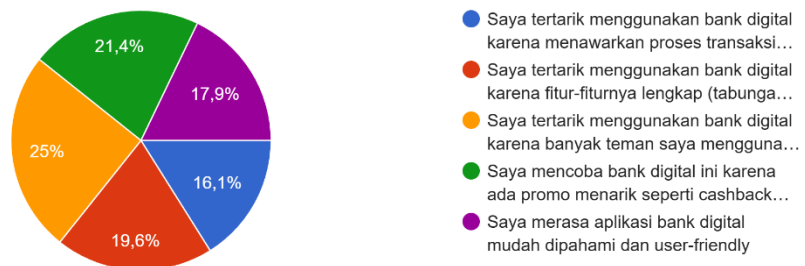 21,4%
17,9%
25%
16,1%
19,6%
Saya tertarik menggunakan bank digital
karena menawarkan proses transaksi…
Saya tertarik menggunakan bank digital
karena fitur-fiturnya lengkap (tabunga…
Saya tertarik menggunakan bank digital
karena banyak teman saya mengguna…
Saya mencoba bank digital ini karena
ada promo menarik seperti cashback…
Saya merasa aplikasi bank digital
mudah dipahami dan user-friendly